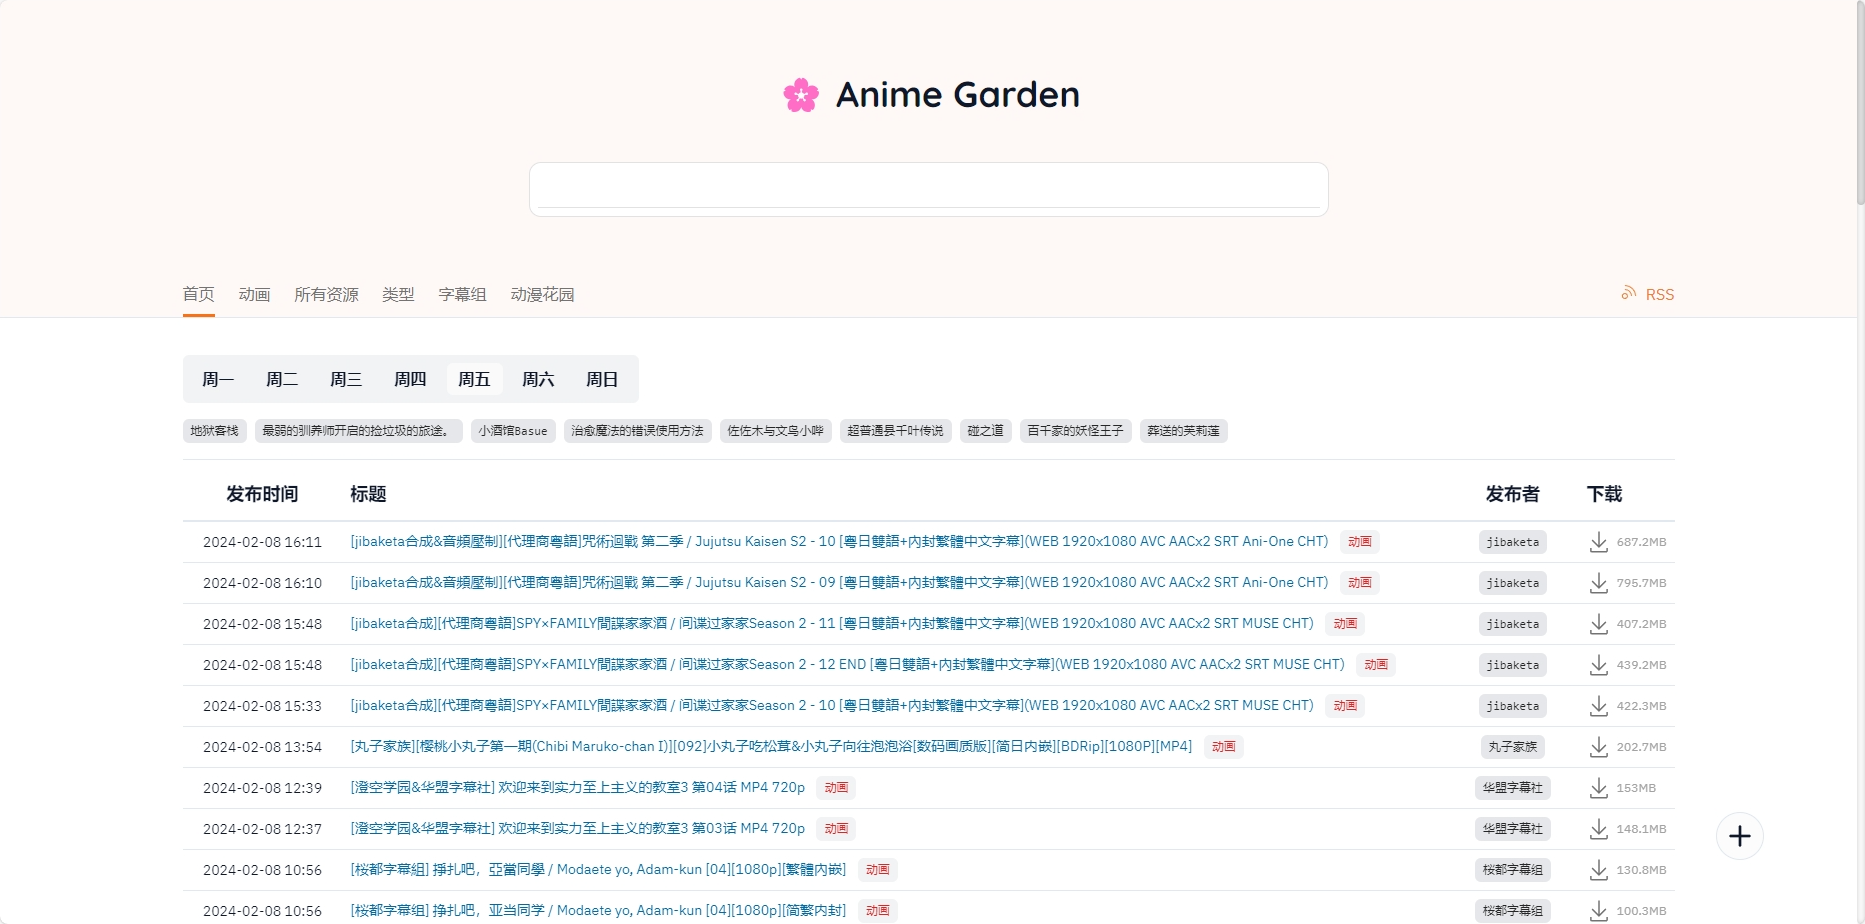 Anime Garden
首页 动画 所有资源 类型 字幕组 动漫花园 RSS
周一 周二 周三 周四 周五 周六 周日
地狱客栈 最弱的驯养师开启的捡垃圾的旅途。 小酒馆Basue 治愈魔法的错误使用方法 佐佐木与文鸟小哔 超普通县千叶传说 碰之道 百千家的妖怪王子 葬送的芙莉莲
发布时间 标题 发布者 下载
2024-02-08 16:11 [jibaketa合成&音頻壓制][代理商粵語]咒術迴戰 第二季 / Jujutsu Kaisen S2 - 10 [粵日雙語+內封繁體中文字幕](WEB 1920x1080 AVC AACx2 SRT Ani-One CHT) 动画 jibaketa 687.2MB
2024-02-08 16:10 [jibaketa合成&音頻壓制][代理商粵語]咒術迴戰 第二季 / Jujutsu Kaisen S2 - 09 [粵日雙語+內封繁體中文字幕](WEB 1920x1080 AVC AACx2 SRT Ani-One CHT) 动画 jibaketa 795.7MB
2024-02-08 15:48 [jibaketa合成][代理商粵語]SPY×FAMILY間諜家家酒 / 间谍过家家Season 2 - 11 [粵日雙語+內封繁體中文字幕](WEB 1920x1080 AVC AACx2 SRT MUSE CHT) 动画 jibaketa 407.2MB
2024-02-08 15:48 [jibaketa合成][代理商粵語]SPY×FAMILY間諜家家酒 / 间谍过家家Season 2 - 12 END [粵日雙語+內封繁體中文字幕](WEB 1920x1080 AVC AACx2 SRT MUSE CHT) 动画 jibaketa 439.2MB
2024-02-08 15:33 [jibaketa合成][代理商粵語]SPY×FAMILY間諜家家酒 / 间谍过家家Season 2 - 10 [粵日雙語+內封繁體中文字幕](WEB 1920x1080 AVC AACx2 SRT MUSE CHT) 动画 jibaketa 422.3MB
2024-02-08 13:54 [丸子家族][樱桃小丸子第一期(Chibi Maruko-chan I)][092]小丸子吃松茸&小丸子向往泡泡浴[数码画质版][简日内嵌][BDRip][1080P][MP4] 动画 丸子家族 202.7MB
2024-02-08 12:39 [澄空学园&华盟字幕社] 欢迎来到实力至上主义的教室3 第04话 MP4 720p 动画 华盟字幕社 153MB
2024-02-08 12:37 [澄空学园&华盟字幕社] 欢迎来到实力至上主义的教室3 第03话 MP4 720p 动画 华盟字幕社 148.1MB
2024-02-08 10:56 [桜都字幕組] 掙扎吧，亞當同學 / Modaete yo, Adam-kun [04][1080p][繁體內嵌] 动画 桜都字幕组 130.8MB
2024-02-08 10:56 [桜都字幕组] 挣扎吧，亚当同学 / Modaete yo, Adam-kun [04][1080p][简繁内封] 动画 桜都字幕组 100.3MB